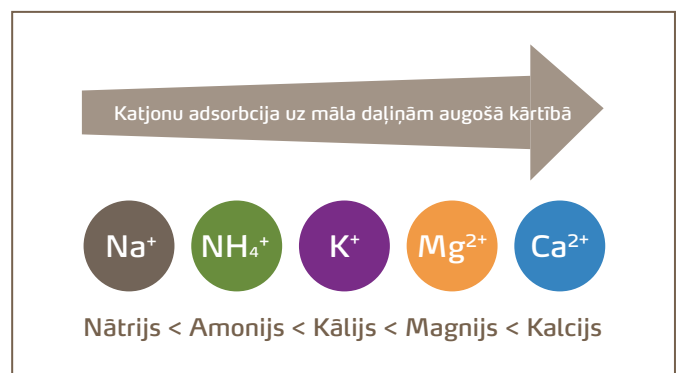 Katjonu adsorbcija uz māla daļiņām augošā kārtībā
Na⁺ NH₄⁺ K⁺ Mg²⁺ Ca²⁺
Nātrijs < Amonijs < Kālijs < Magnijs < Kalcijs